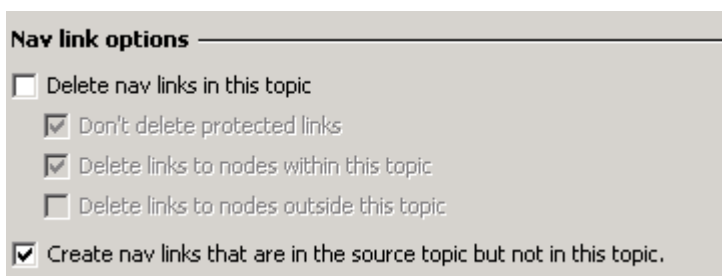 Nav link options
Delete nav links in this topic
Don't delete protected links
Delete links to nodes within this topic
Delete links to nodes outside this topic
Create nav links that are in the source topic but not in this topic.